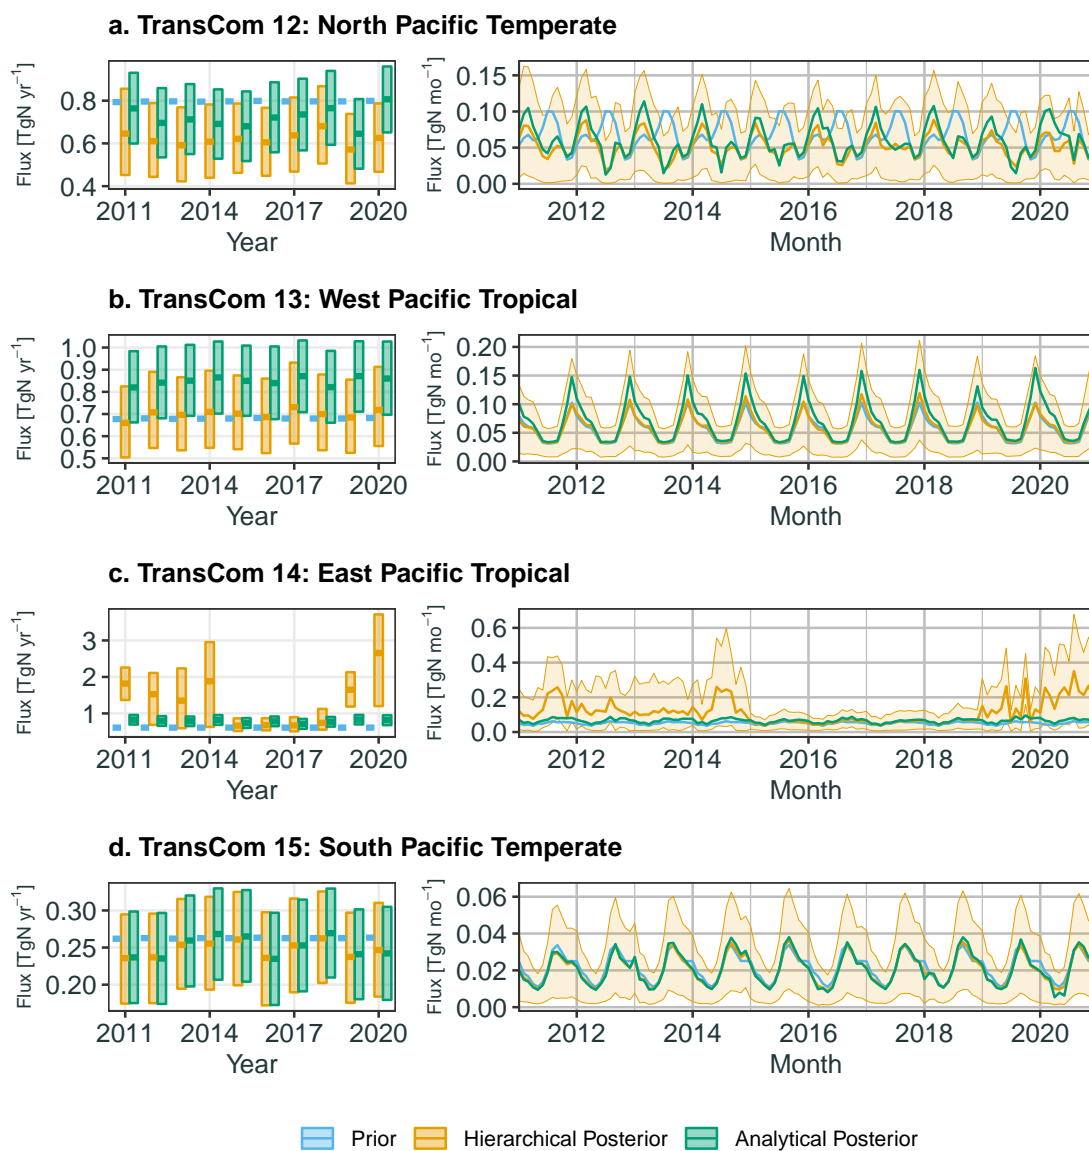 a. TransCom 12: North Pacific Temperate
Flux [TgN yr⁻¹]
0.8
0.6
0.4
2011 2014 2017 2020
Year
Flux [TgN mo⁻¹]
0.15
0.10
0.05
0.00
2012 2014 2016 2018 2020
Month
b. TransCom 13: West Pacific Tropical
Flux [TgN yr⁻¹]
1.0
0.9
0.8
0.7
0.6
0.5
2011 2014 2017 2020
Year
Flux [TgN mo⁻¹]
0.20
0.15
0.10
0.05
0.00
2012 2014 2016 2018 2020
Month
c. TransCom 14: East Pacific Tropical
Flux [TgN yr⁻¹]
3
2
1
2011 2014 2017 2020
Year
Flux [TgN mo⁻¹]
0.6
0.4
0.2
0.0
2012 2014 2016 2018 2020
Month
d. TransCom 15: South Pacific Temperate
Flux [TgN yr⁻¹]
0.30
0.25
0.20
2011 2014 2017 2020
Year
Flux [TgN mo⁻¹]
0.06
0.04
0.02
0.00
2012 2014 2016 2018 2020
Month
Prior Hierarchical Posterior Analytical Posterior